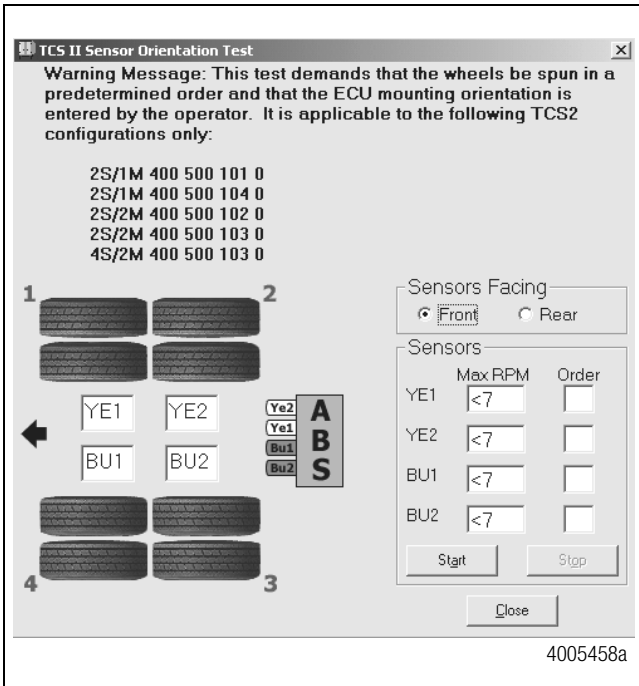 TCS II Sensor Orientation Test
Warning Message: This test demands that the wheels be spun in a
predetermined order and that the ECU mounting orientation is
entered by the operator. It is applicable to the following TCS2
configurations only:
2S/1M 400 500 101 0
2S/1M 400 500 104 0
2S/2M 400 500 102 0
2S/2M 400 500 103 0
4S/2M 400 500 103 0
1 2
YE1 YE2
BU1 BU2
Ye2
Ye1
Bu1
Bu2
A
B
S
4 3
Sensors Facing
Front Rear
Sensors
Max RPM Order
YE1 <7
YE2 <7
BU1 <7
BU2 <7
Start Stop
Close
4005458a